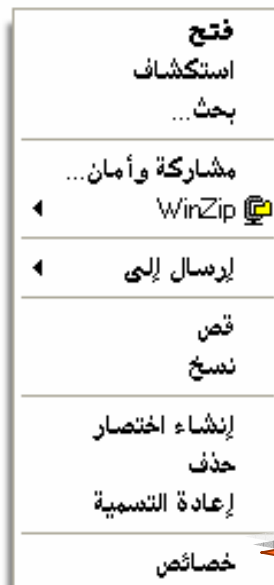 فتح
استكشاف
بحث...
مشاركة وأمان...
WinZip
إرسال إلى
قص
نسخ
إنشاء اختصار
حذف
إعادة التسمية
خصائص